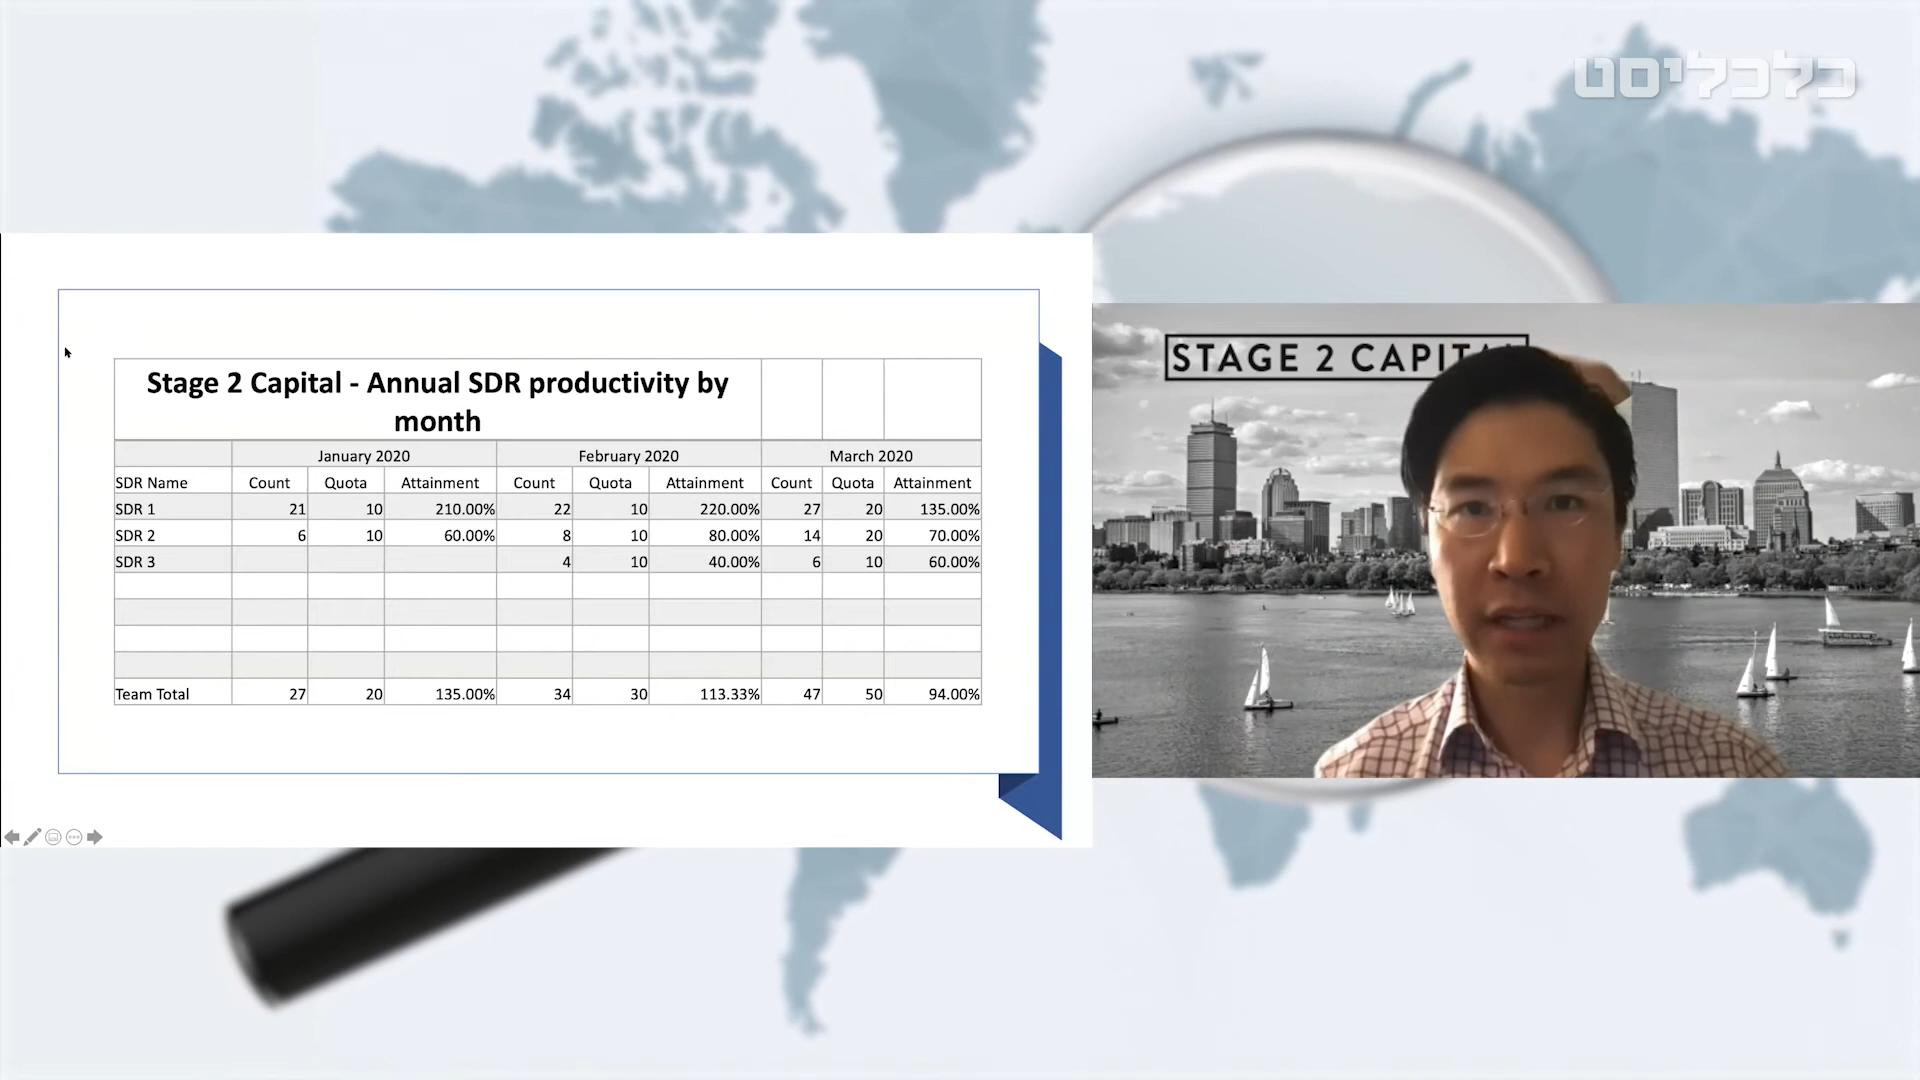 כלכליסט
Stage 2 Capital - Annual SDR productivity by
month
January 2020 February 2020 March 2020
SDR Name Count Quota Attainment Count Quota Attainment Count Quota Attainment
SDR 1 21 10 210.00% 22 10 220.00% 27 20 135.00%
SDR 2 6 10 60.00% 8 10 80.00% 14 20 70.00%
SDR 3 4 10 40.00% 6 10 60.00%
Team Total 27 20 135.00% 34 30 113.33% 47 50 94.00%
STAGE 2 CAPITA